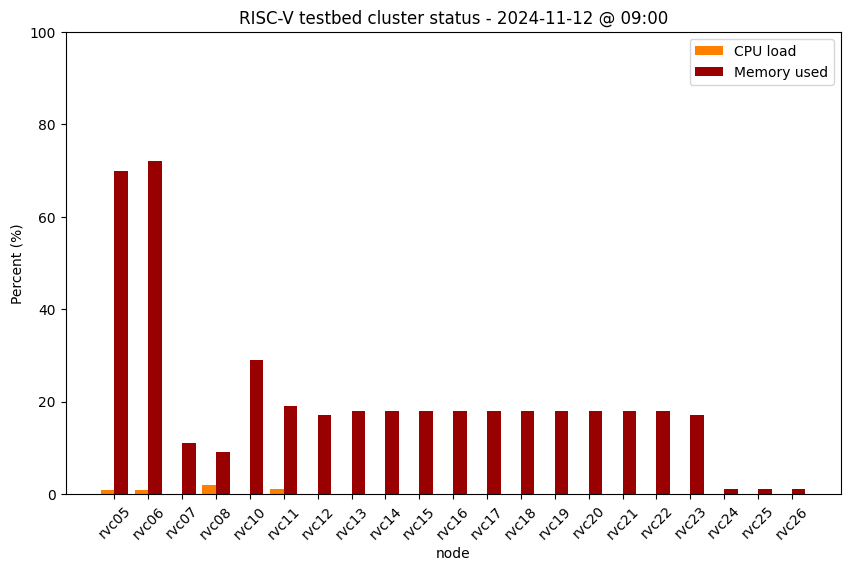 RISC-V testbed cluster status - 2024-11-12 @ 09:00
CPU load
Memory used
Percent (%)
100
80
60
40
20
0
rvc05
rvc06
rvc07
rvc08
rvc10
rvc11
rvc12
rvc13
rvc14
rvc15
rvc16
rvc17
rvc18
rvc19
rvc20
rvc21
rvc22
rvc23
rvc24
rvc25
rvc26
node